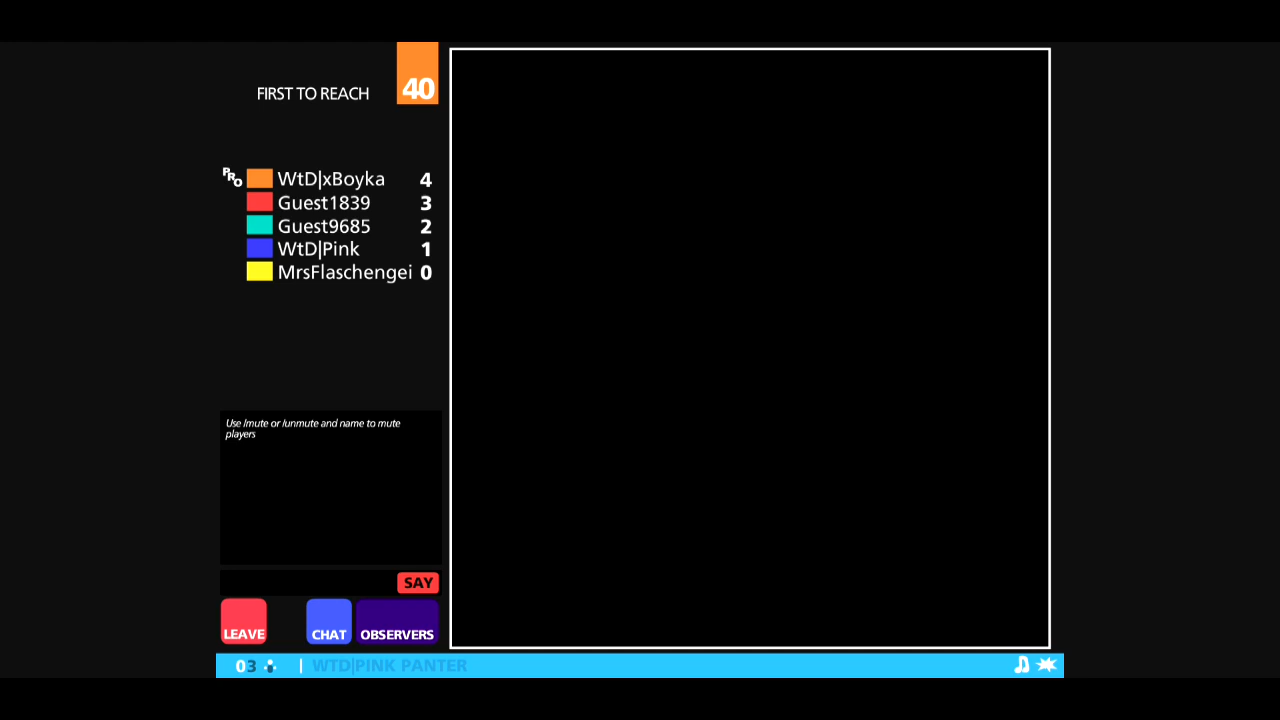 FIRST TO REACH 40
PRO WtD|xBoyka 4
Guest1839 3
Guest9685 2
WtD|Pink 1
MrsFlaschengei 0
Use /mute or /unmute and name to mute
players
SAY
LEAVE CHAT OBSERVERS
03 | WTD|PINK PANTER